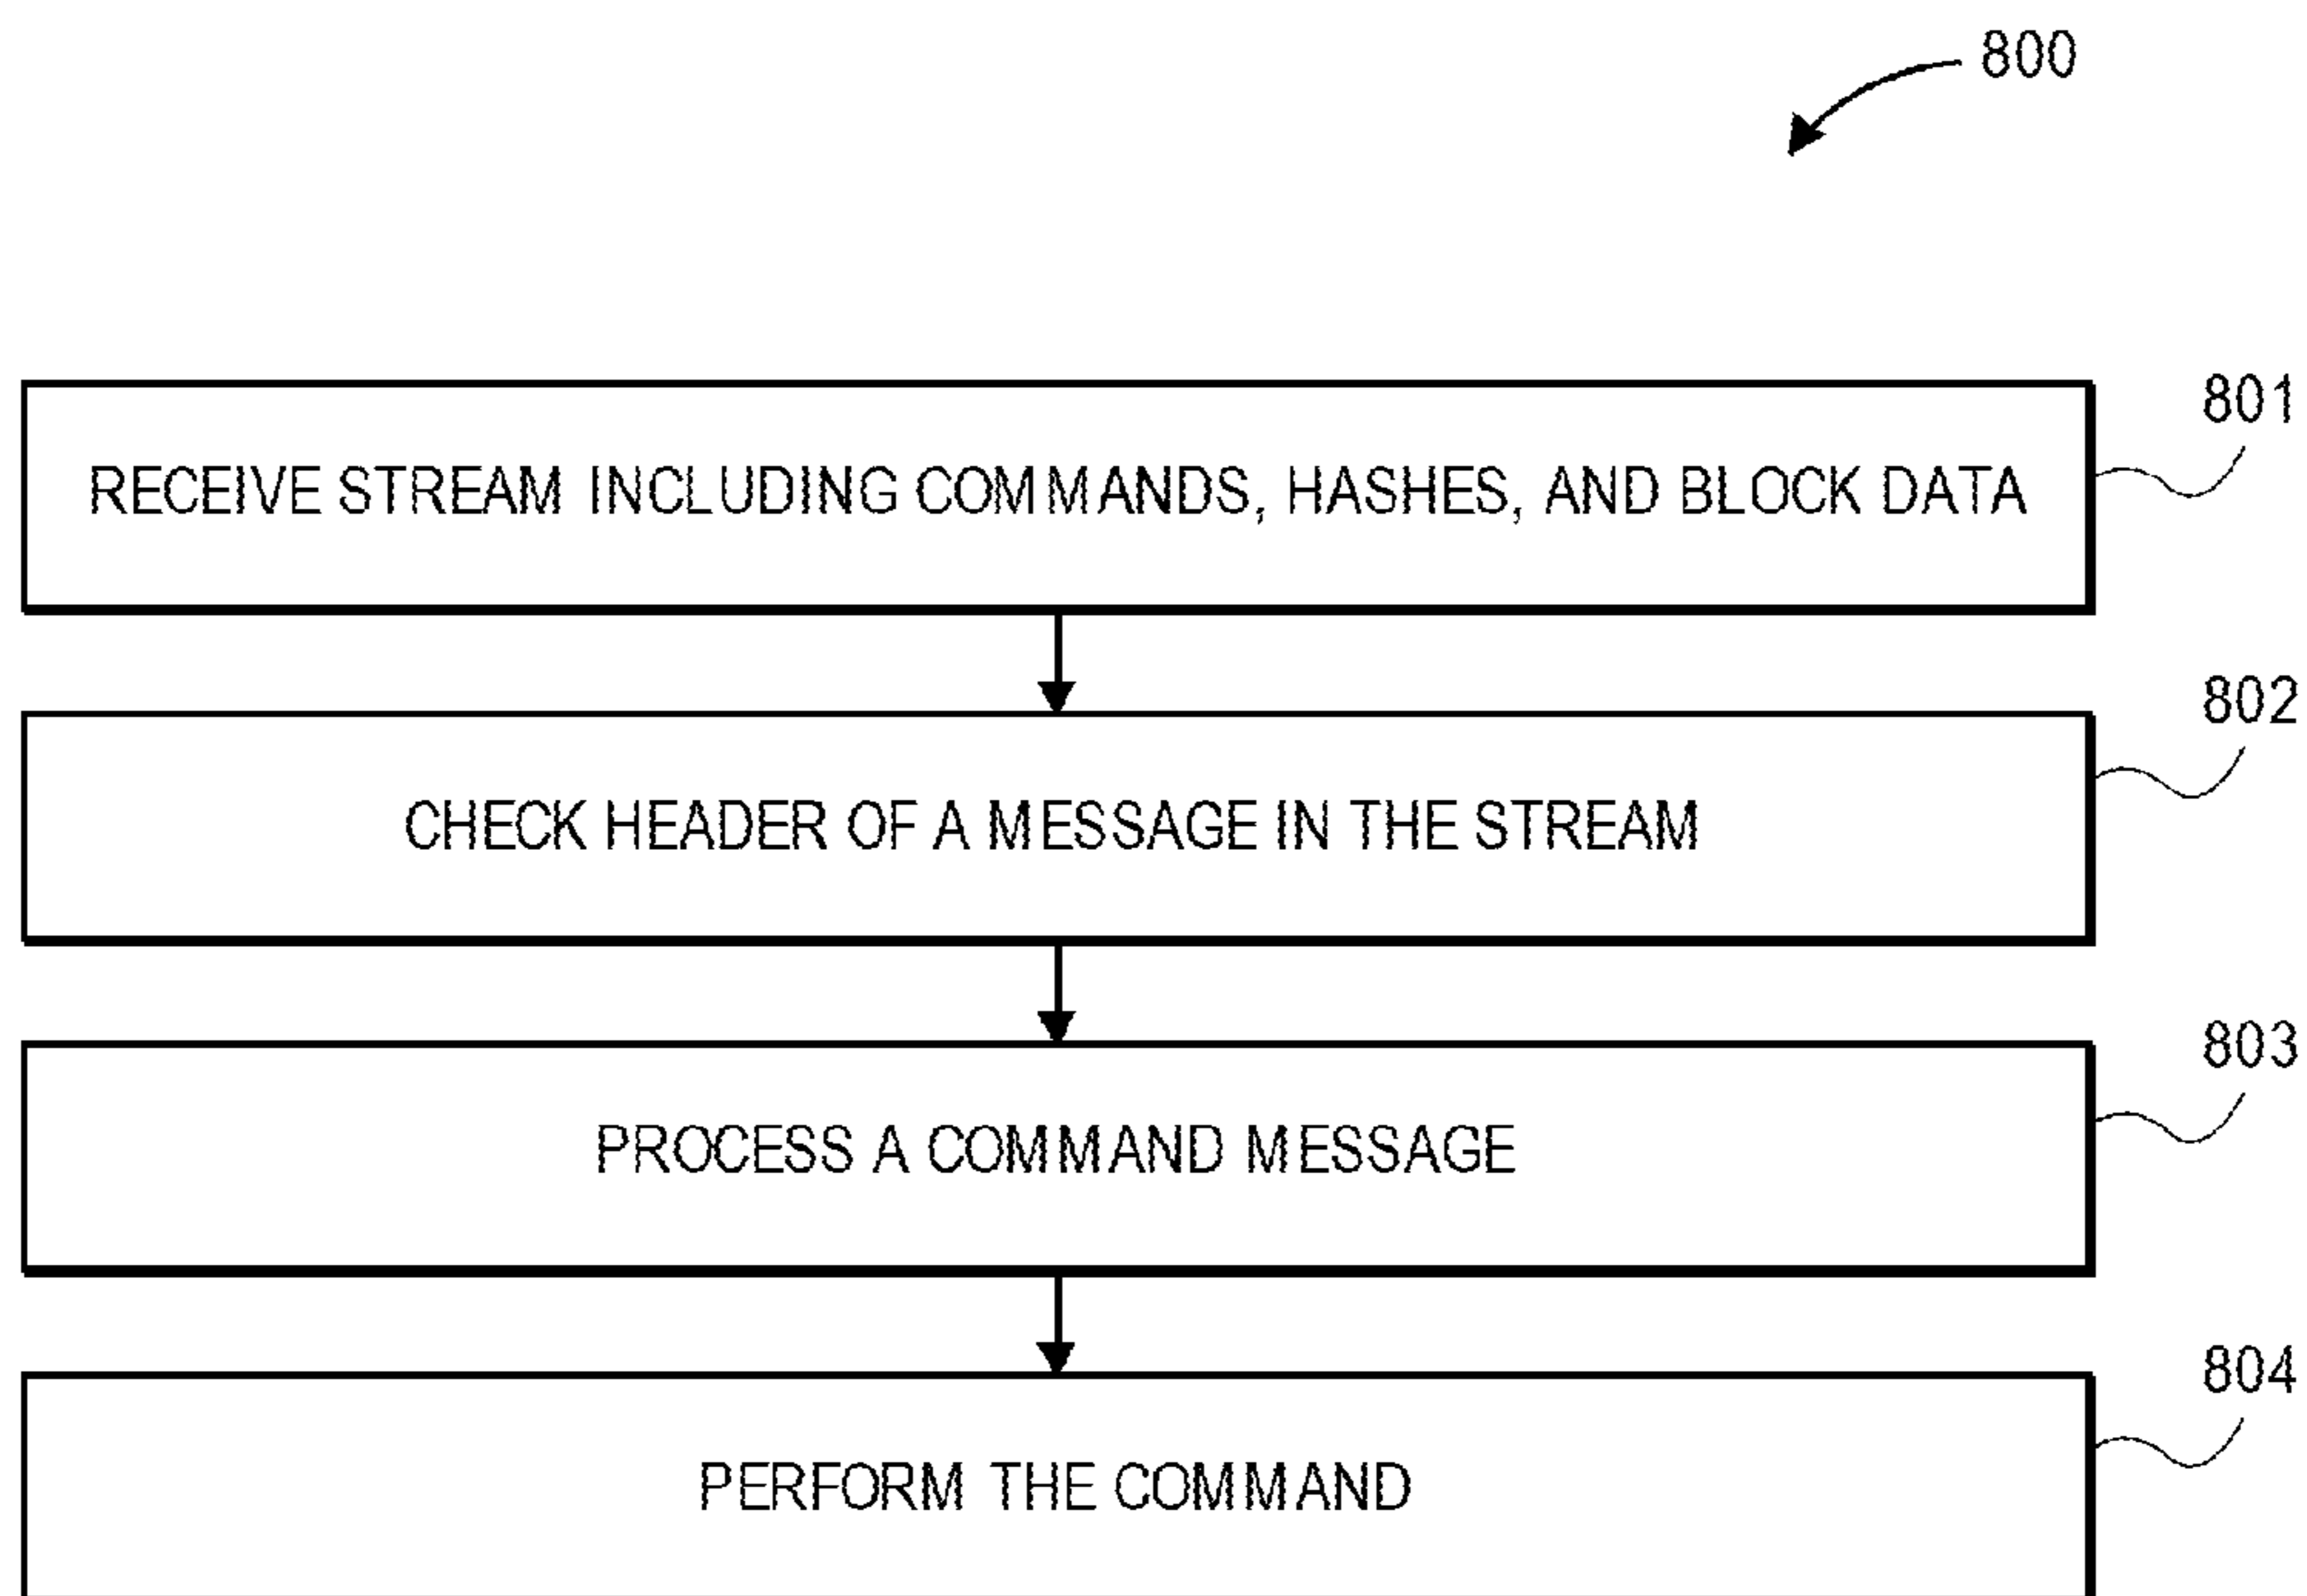 800
801
RECEIVE STREAM INCLUDING COMMANDS, HASHES, AND BLOCK DATA
802
CHECK HEADER OF A MESSAGE IN THE STREAM
803
PROCESS A COMMAND MESSAGE
804
PERFORM THE COMMAND